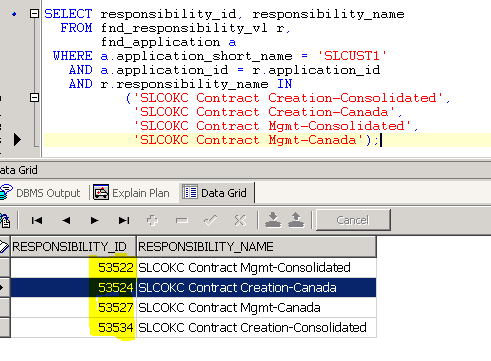 SELECT responsibility_id, responsibility_name
FROM fnd_responsibility_vl r,
fnd_application a
WHERE a.application_short_name = 'SLCUST1'
AND a.application_id = r.application_id
AND r.responsibility_name IN
('SLCOKC Contract Creation-Consolidated',
'SLCOKC Contract Creation-Canada',
'SLCOKC Contract Mgmt-Consolidated',
'SLCOKC Contract Mgmt-Canada');
Data Grid
DBMS Output Explain Plan Data Grid
Cancel
RESPONSIBILITY_ID RESPONSIBILITY_NAME
53522 SLCOKC Contract Mgmt-Consolidated
53524 SLCOKC Contract Creation-Canada
53527 SLCOKC Contract Mgmt-Canada
53534 SLCOKC Contract Creation-Consolidated